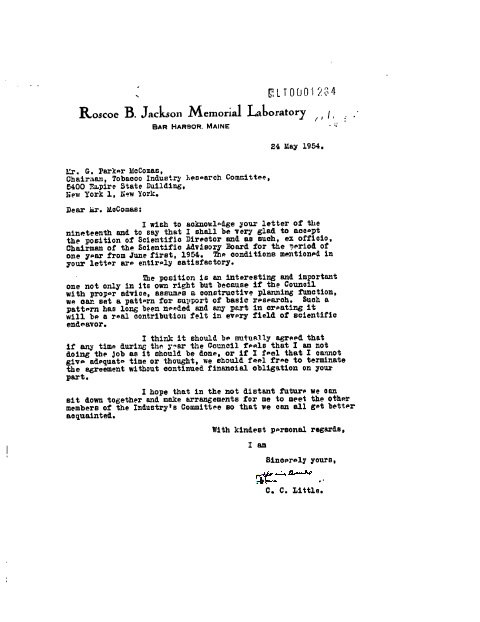 CLT0001284
Roscoe B. Jackson Memorial Laboratory
Bar Harbor, Maine
24 May 1954.
Mr. G. Parker McComas,
Chairman, Tobacco Industry Research Committee,
5400 Empire State Building,
New York 1, New York.
Dear Mr. McComas:
I wish to acknowledge your letter of the
nineteenth and to say that I shall be very glad to accept
the position of Scientific Director and as such, ex officio,
Chairman of the Scientific Advisory Board for the period of
one year from June first, 1954. The conditions mentioned in
your letter are entirely satisfactory.
The position is an interesting and important
one not only in its own right but because if the Council
with proper advice, assumes a constructive planning function,
we can set a pattern for support of basic research. Such a
pattern has long been needed and any part in creating it
will be a real contribution felt in every field of scientific
endeavor.
I think it should be mutually agreed that
if any time during the year the Council feels that I am not
doing the job as it should be done, or if I feel that I cannot
give adequate time or thought, we should feel free to terminate
the agreement without continued financial obligation on your
part.
I hope that in the not distant future we can
sit down together and make arrangements for me to meet the other
members of the Industry's Committee so that we can all get better
acquainted.
With kindest personal regards,
I am
Sincerely yours,
C. C. Little.